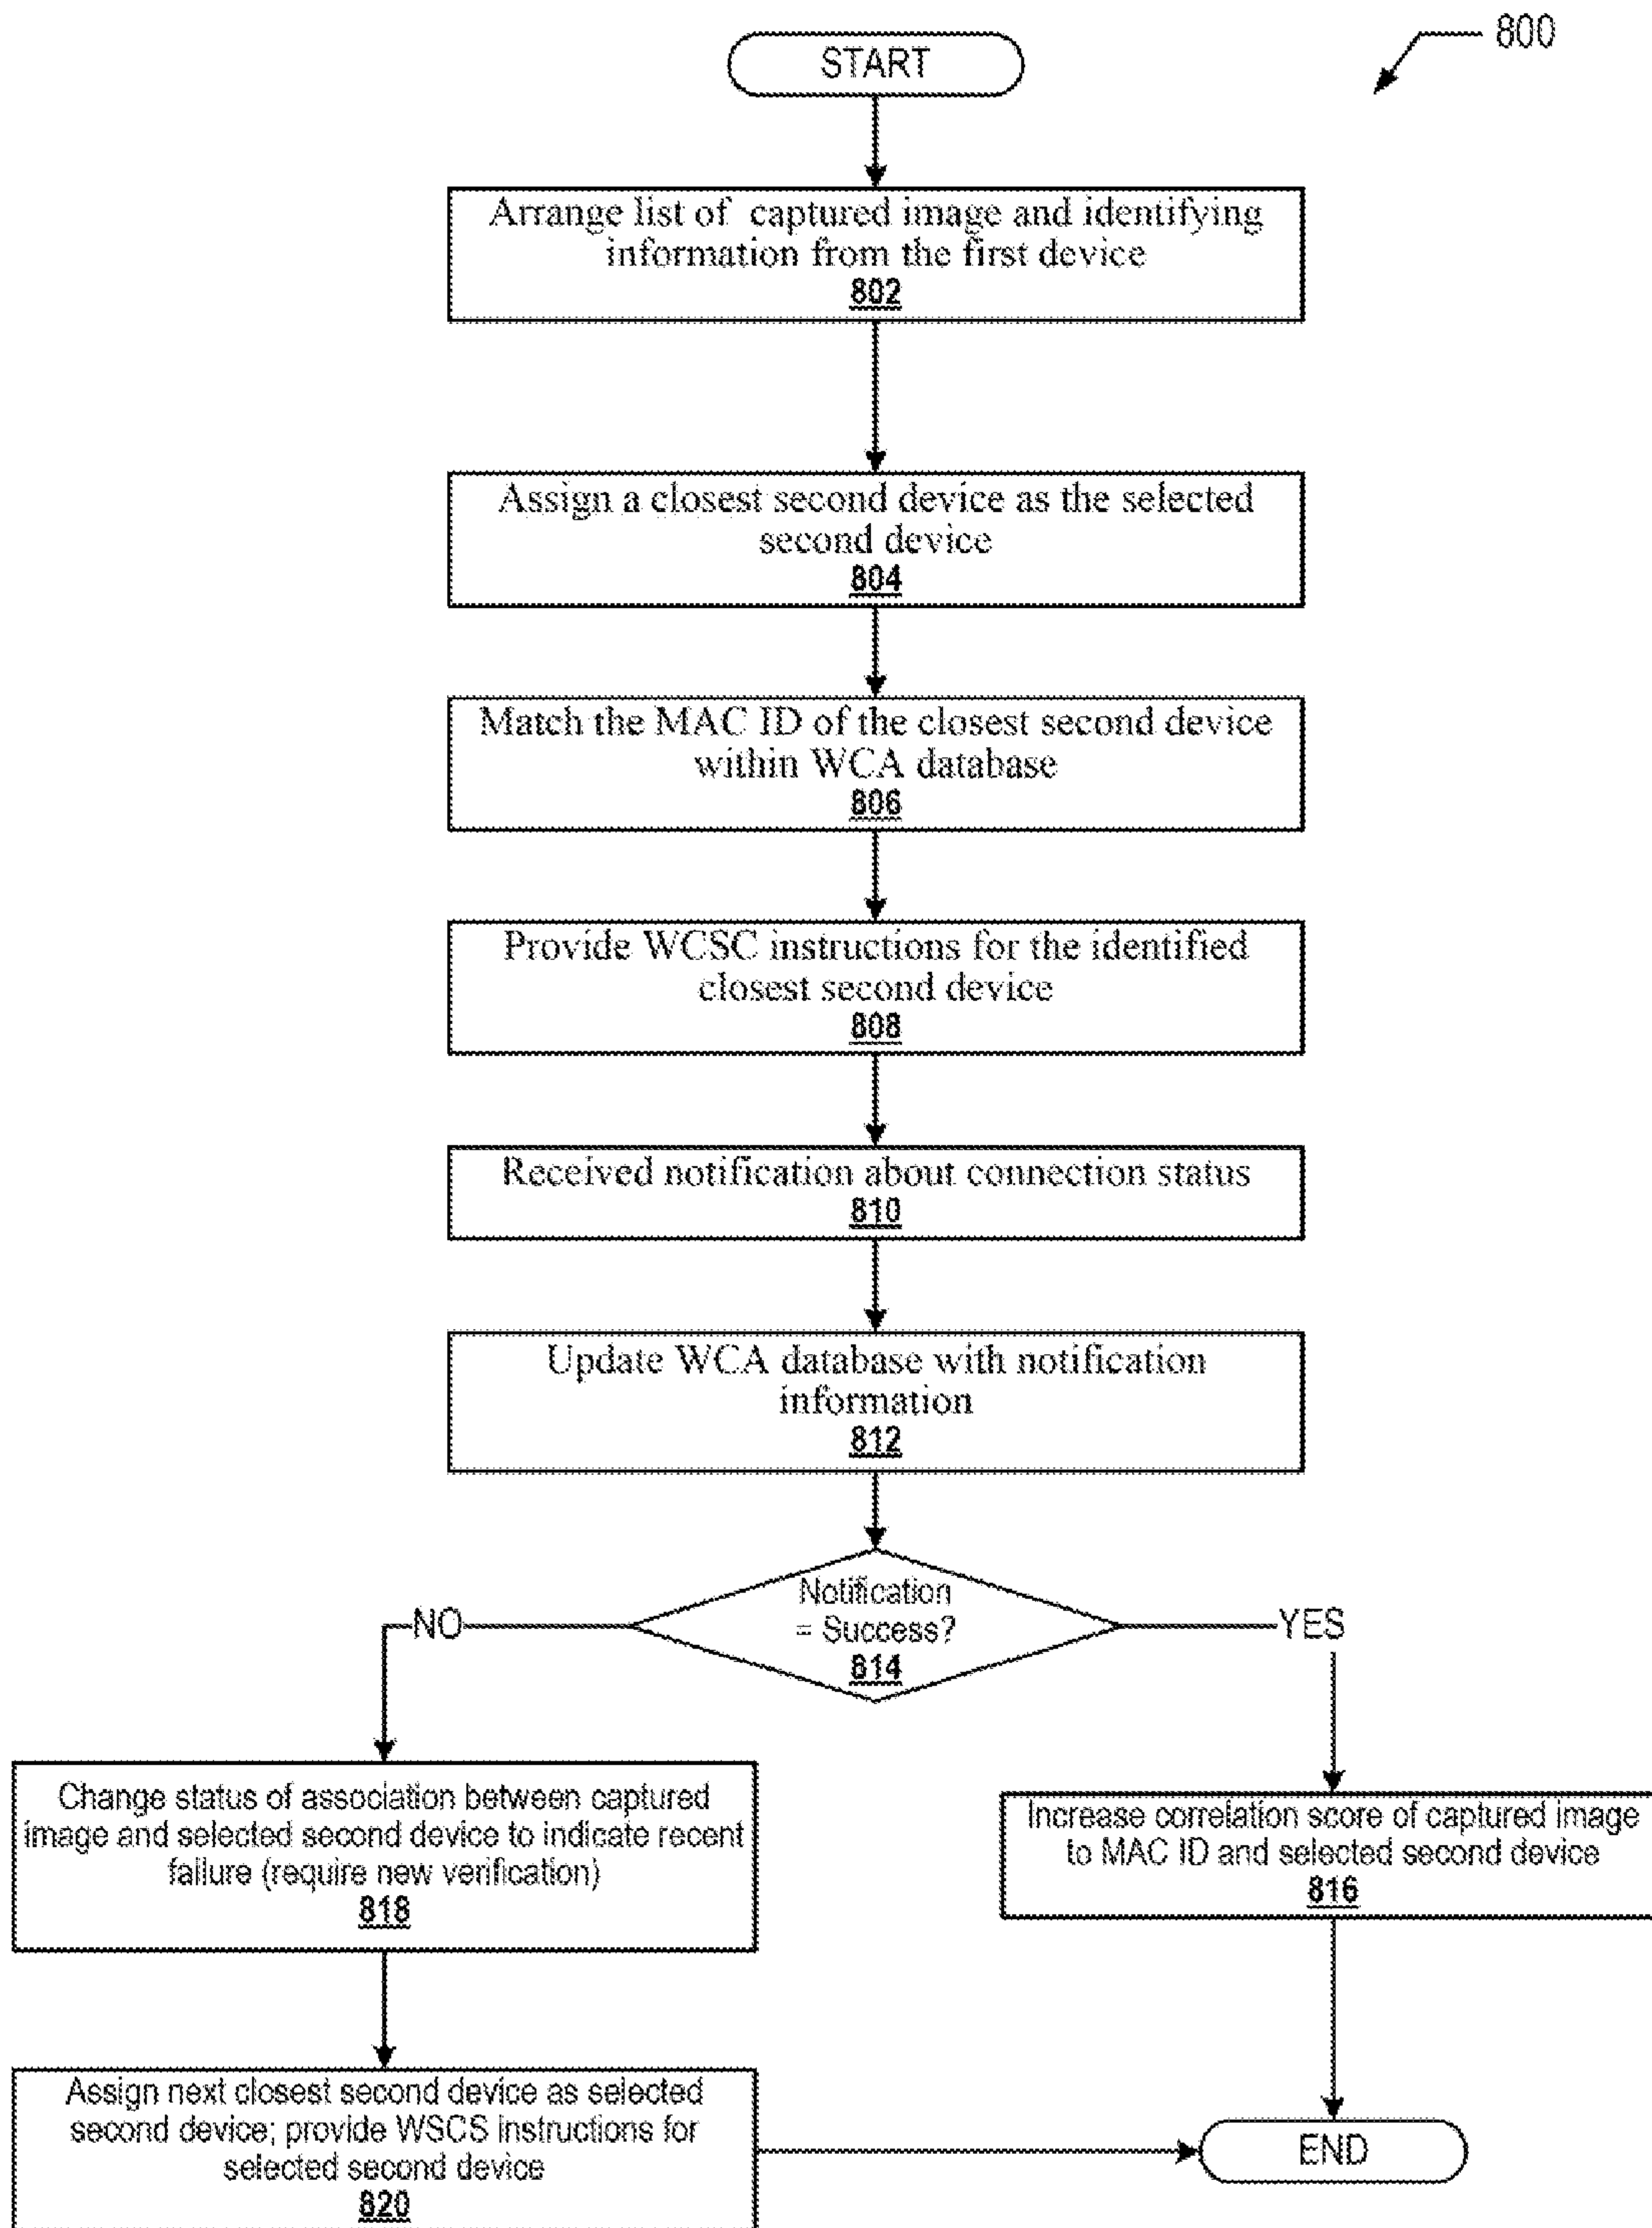 800
START
Arrange list of captured image and identifying
information from the first device
802
Assign a closest second device as the selected
second device
804
Match the MAC ID of the closest second device
within WCA database
806
Provide WCSC instructions for the identified
closest second device
808
Received notification about connection status
810
Update WCA database with notification
information
812
Notification
= Success?
814
NO
YES
Change status of association between captured
image and selected second device to indicate recent
failure (require new verification)
818
Increase correlation score of captured image
to MAC ID and selected second device
816
Assign next closest second device as selected
second device; provide WSCS instructions for
selected second device
820
END